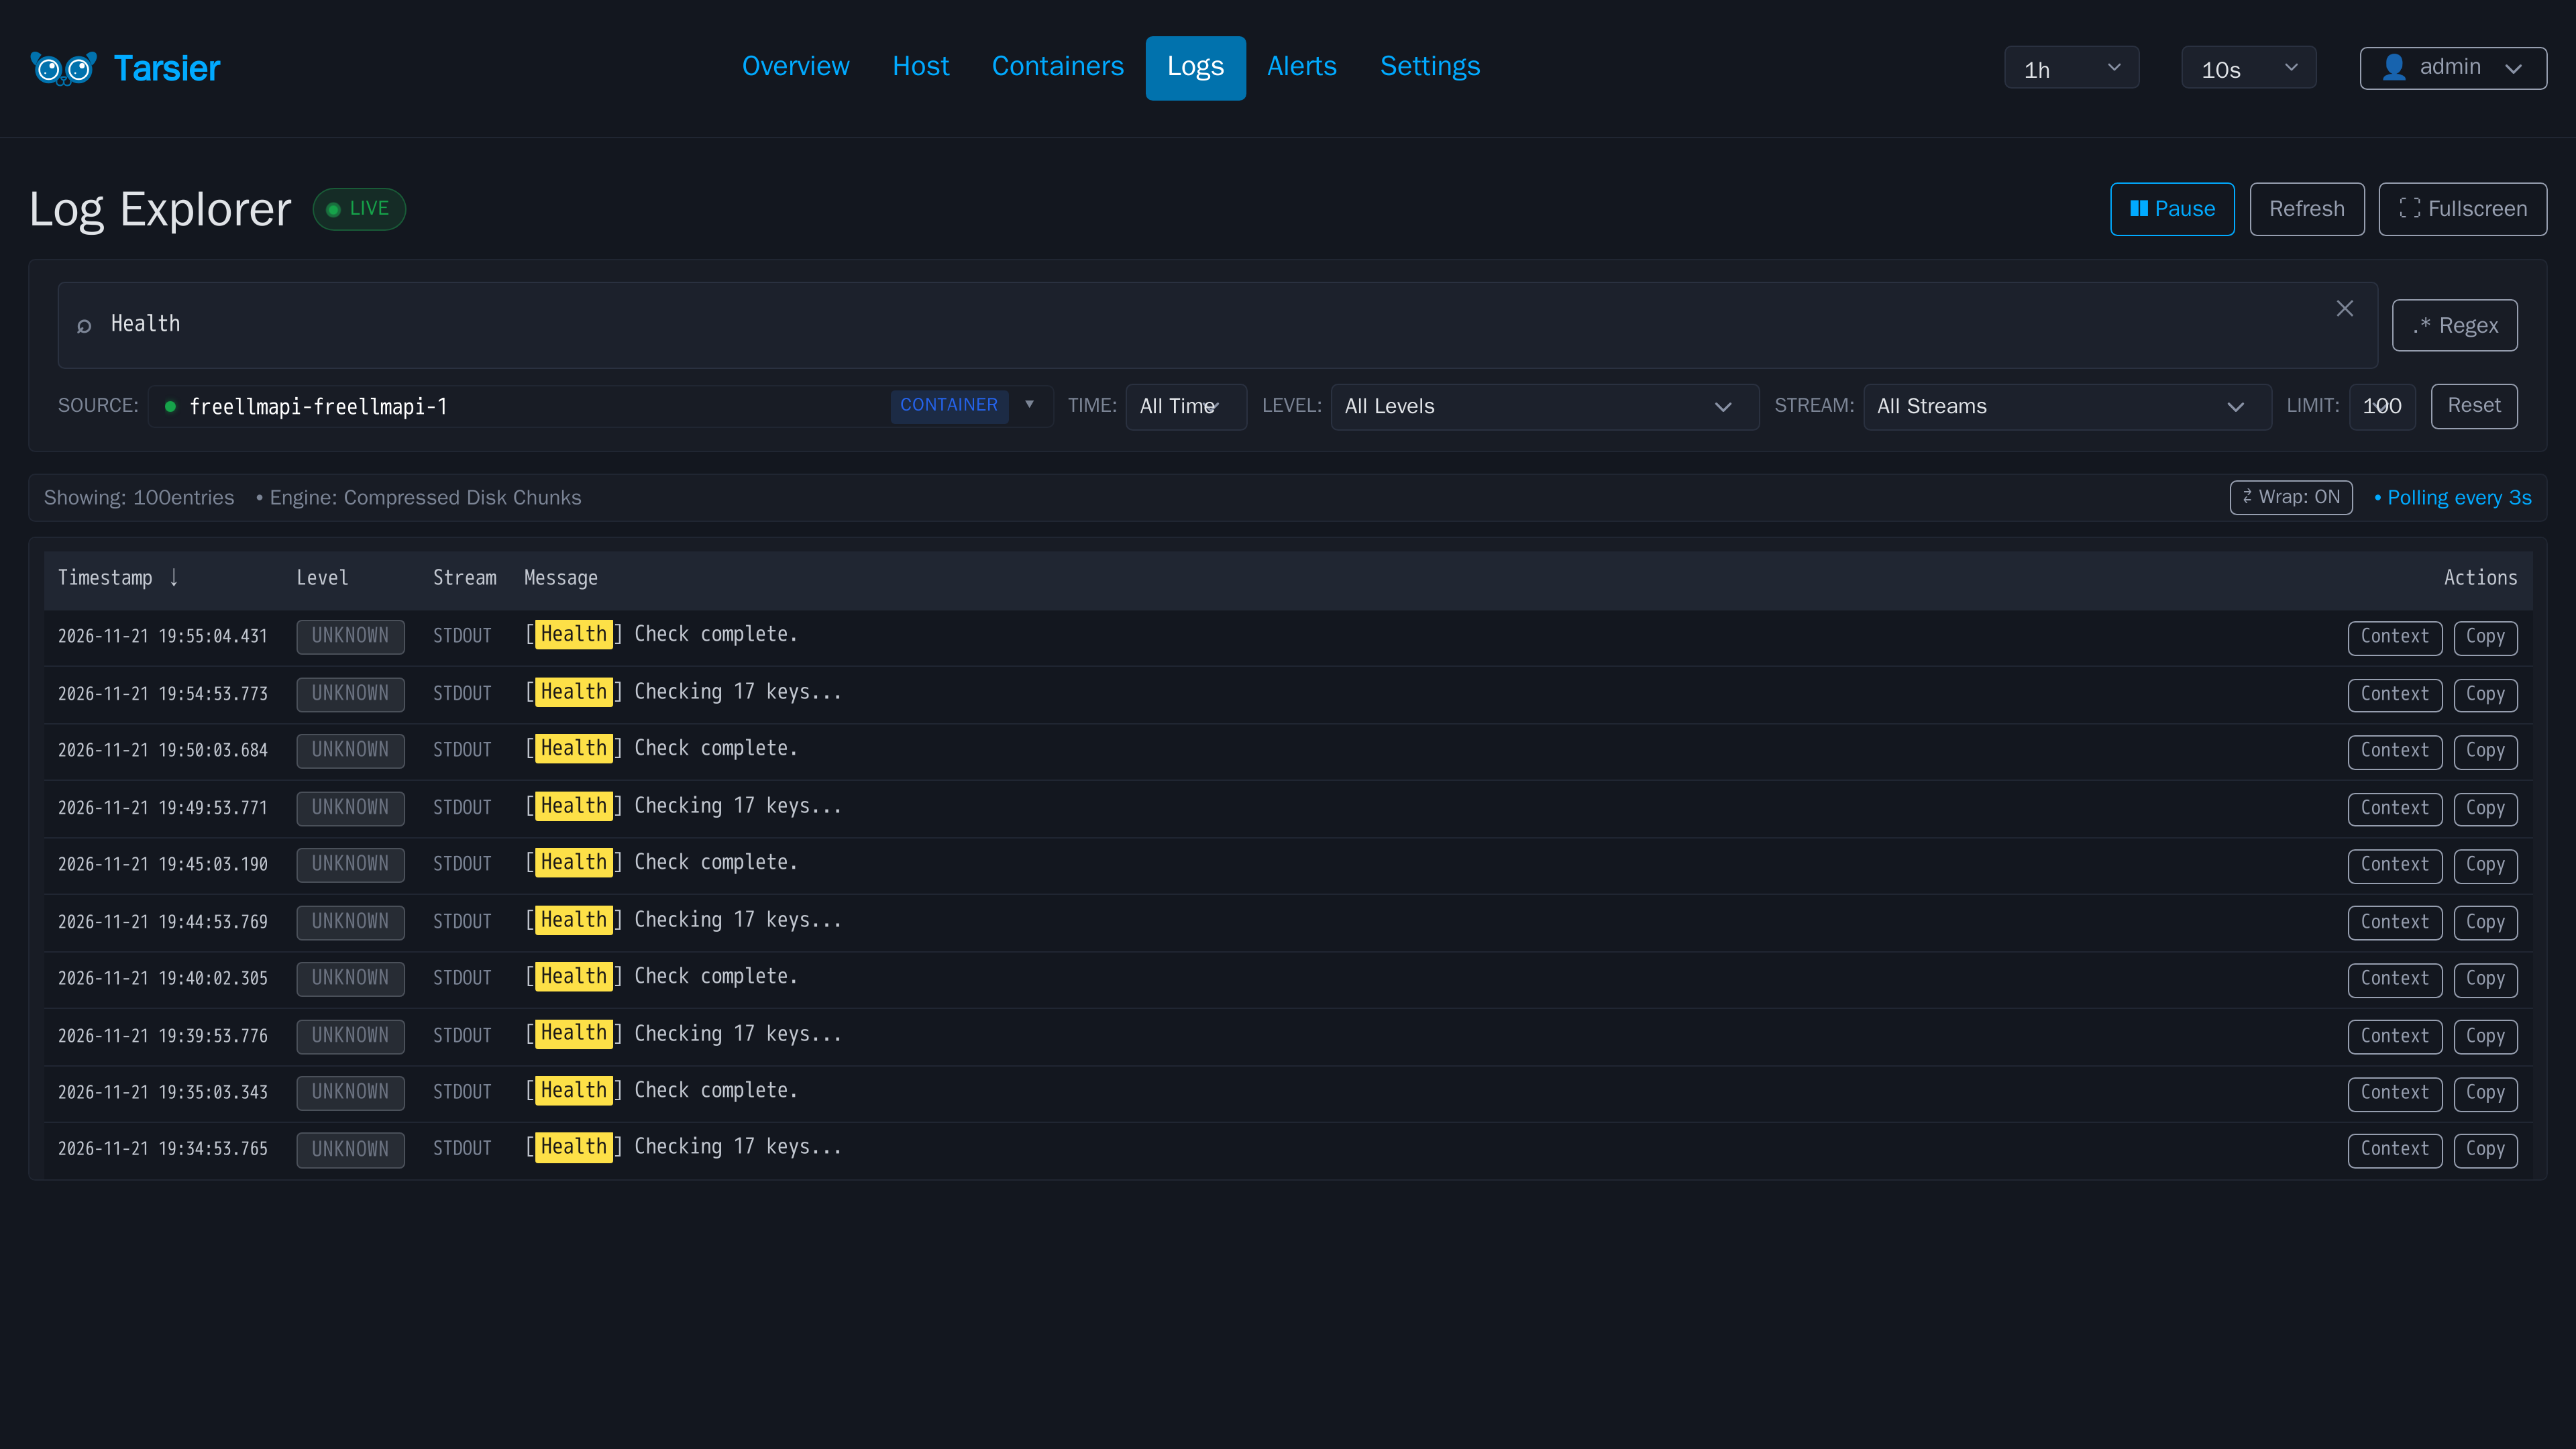 Tarsier Overview Host Containers Logs Alerts Settings 1h 10s admin
Log Explorer LIVE Pause Refresh Fullscreen
Health .* Regex
SOURCE: freellmapi-freellmapi-1 CONTAINER TIME: All Time LEVEL: All Levels STREAM: All Streams LIMIT: 100 Reset
Showing: 100entries • Engine: Compressed Disk Chunks Wrap: ON • Polling every 3s
Timestamp ↓ Level Stream Message Actions
2026-11-21 19:55:04.431 UNKNOWN STDOUT [Health] Check complete. Context Copy
2026-11-21 19:54:53.773 UNKNOWN STDOUT [Health] Checking 17 keys... Context Copy
2026-11-21 19:50:03.684 UNKNOWN STDOUT [Health] Check complete. Context Copy
2026-11-21 19:49:53.771 UNKNOWN STDOUT [Health] Checking 17 keys... Context Copy
2026-11-21 19:45:03.190 UNKNOWN STDOUT [Health] Check complete. Context Copy
2026-11-21 19:44:53.769 UNKNOWN STDOUT [Health] Checking 17 keys... Context Copy
2026-11-21 19:40:02.305 UNKNOWN STDOUT [Health] Check complete. Context Copy
2026-11-21 19:39:53.776 UNKNOWN STDOUT [Health] Checking 17 keys... Context Copy
2026-11-21 19:35:03.343 UNKNOWN STDOUT [Health] Check complete. Context Copy
2026-11-21 19:34:53.765 UNKNOWN STDOUT [Health] Checking 17 keys... Context Copy